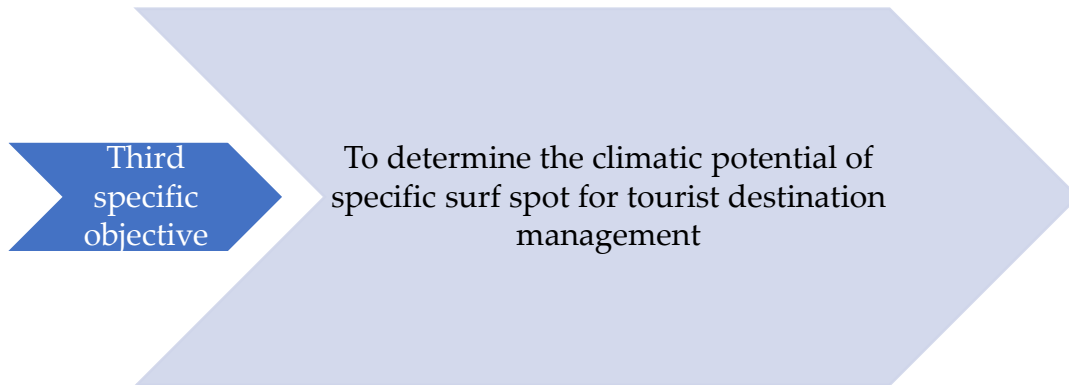 Third
specific
objective
To determine the climatic potential of
specific surf spot for tourist destination
management